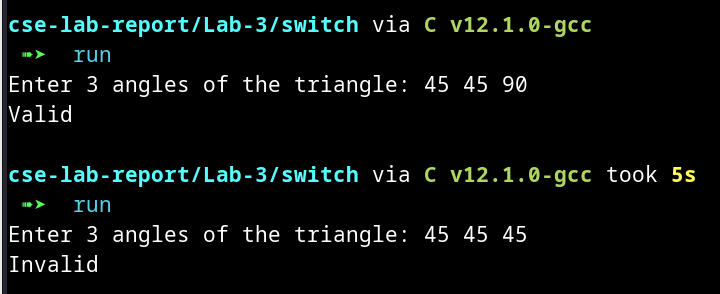 cse-lab-report/Lab-3/switch via C v12.1.0-gcc
➠➤ run
Enter 3 angles of the triangle: 45 45 90
Valid
cse-lab-report/Lab-3/switch via C v12.1.0-gcc took 5s
➠➤ run
Enter 3 angles of the triangle: 45 45 45
Invalid